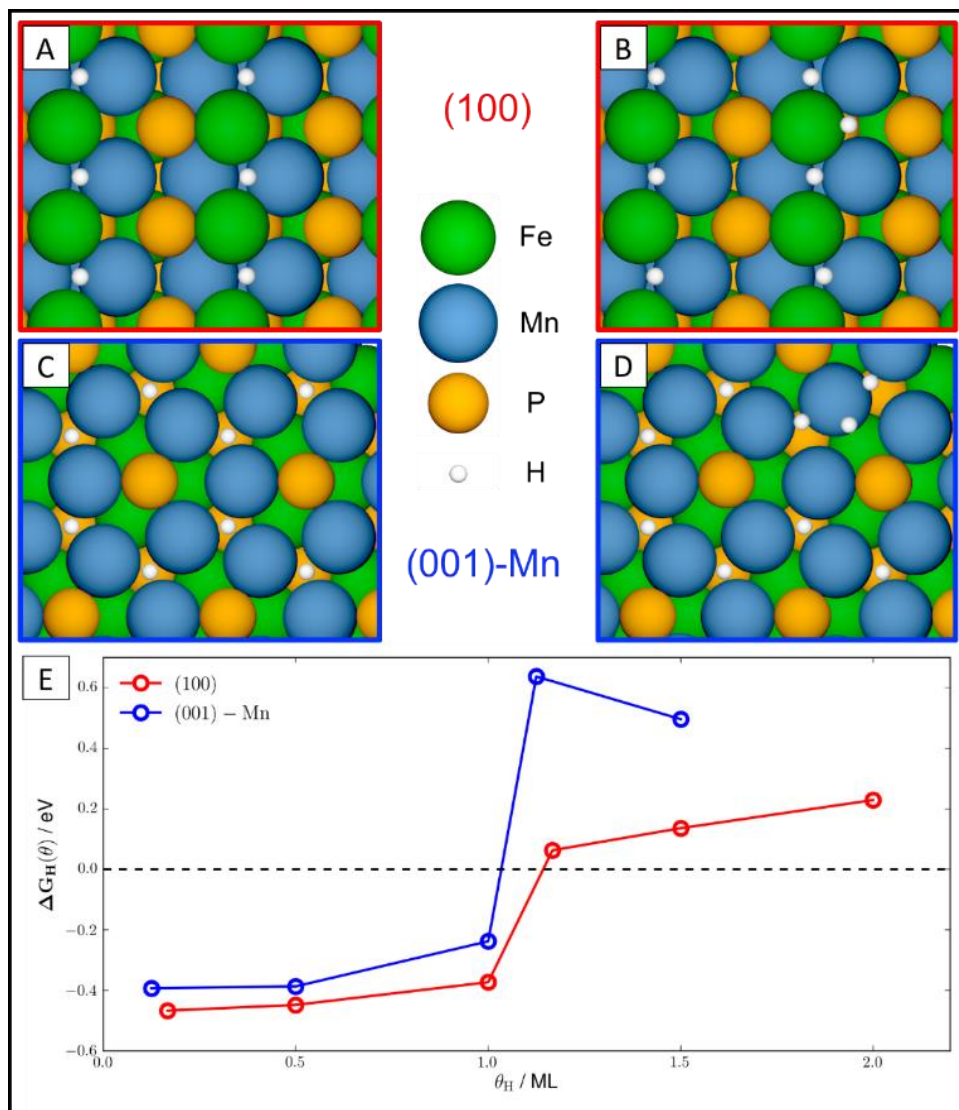 A
B
(100)
Fe
Mn
P
H
C
D
(001)-Mn
E
(100)
(001) − Mn
0.6
0.4
0.2
0.0
−0.2
−0.4
−0.6
ΔG_H(θ) / eV
0.0 0.5 1.0 1.5 2.0
θ_H / ML